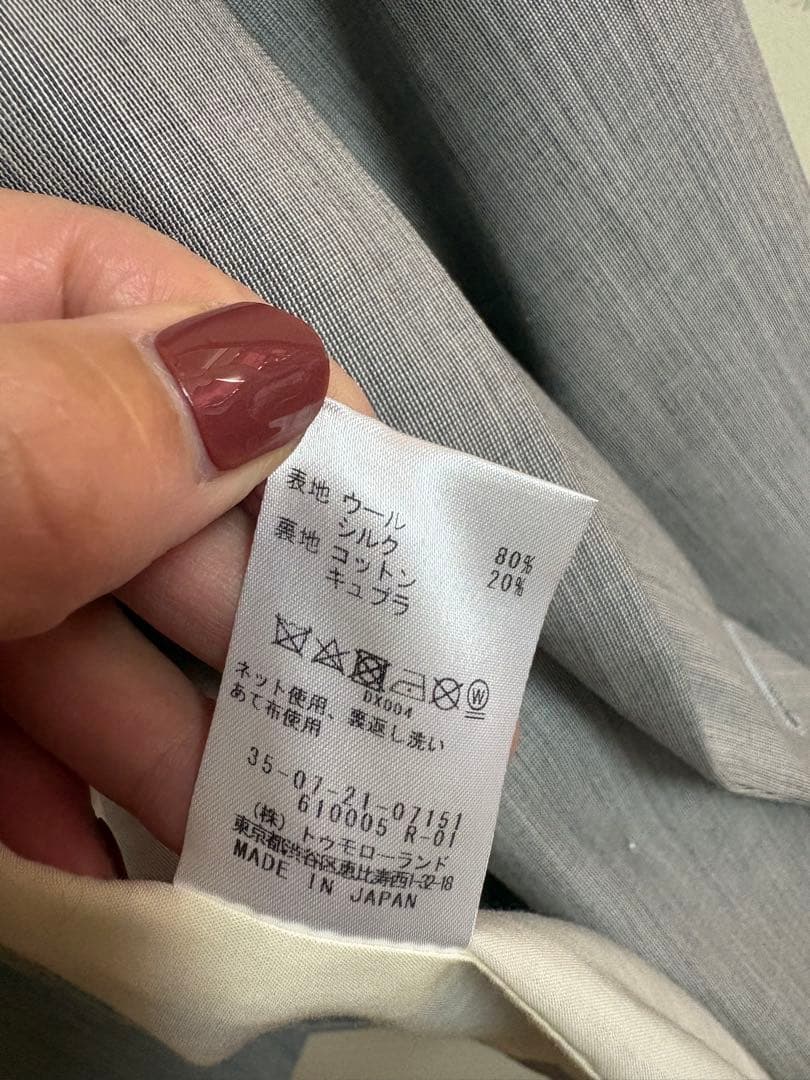 表地 ウール 80%
シルク 20%
裏地 コットン
キュプラ
W
DX004
ネット使用、裏返し洗い
あて布使用
35-07-21-07151
610005 R-01
(株) トゥモローランド
東京都渋谷区恵比寿西1-32-18
MADE IN JAPAN